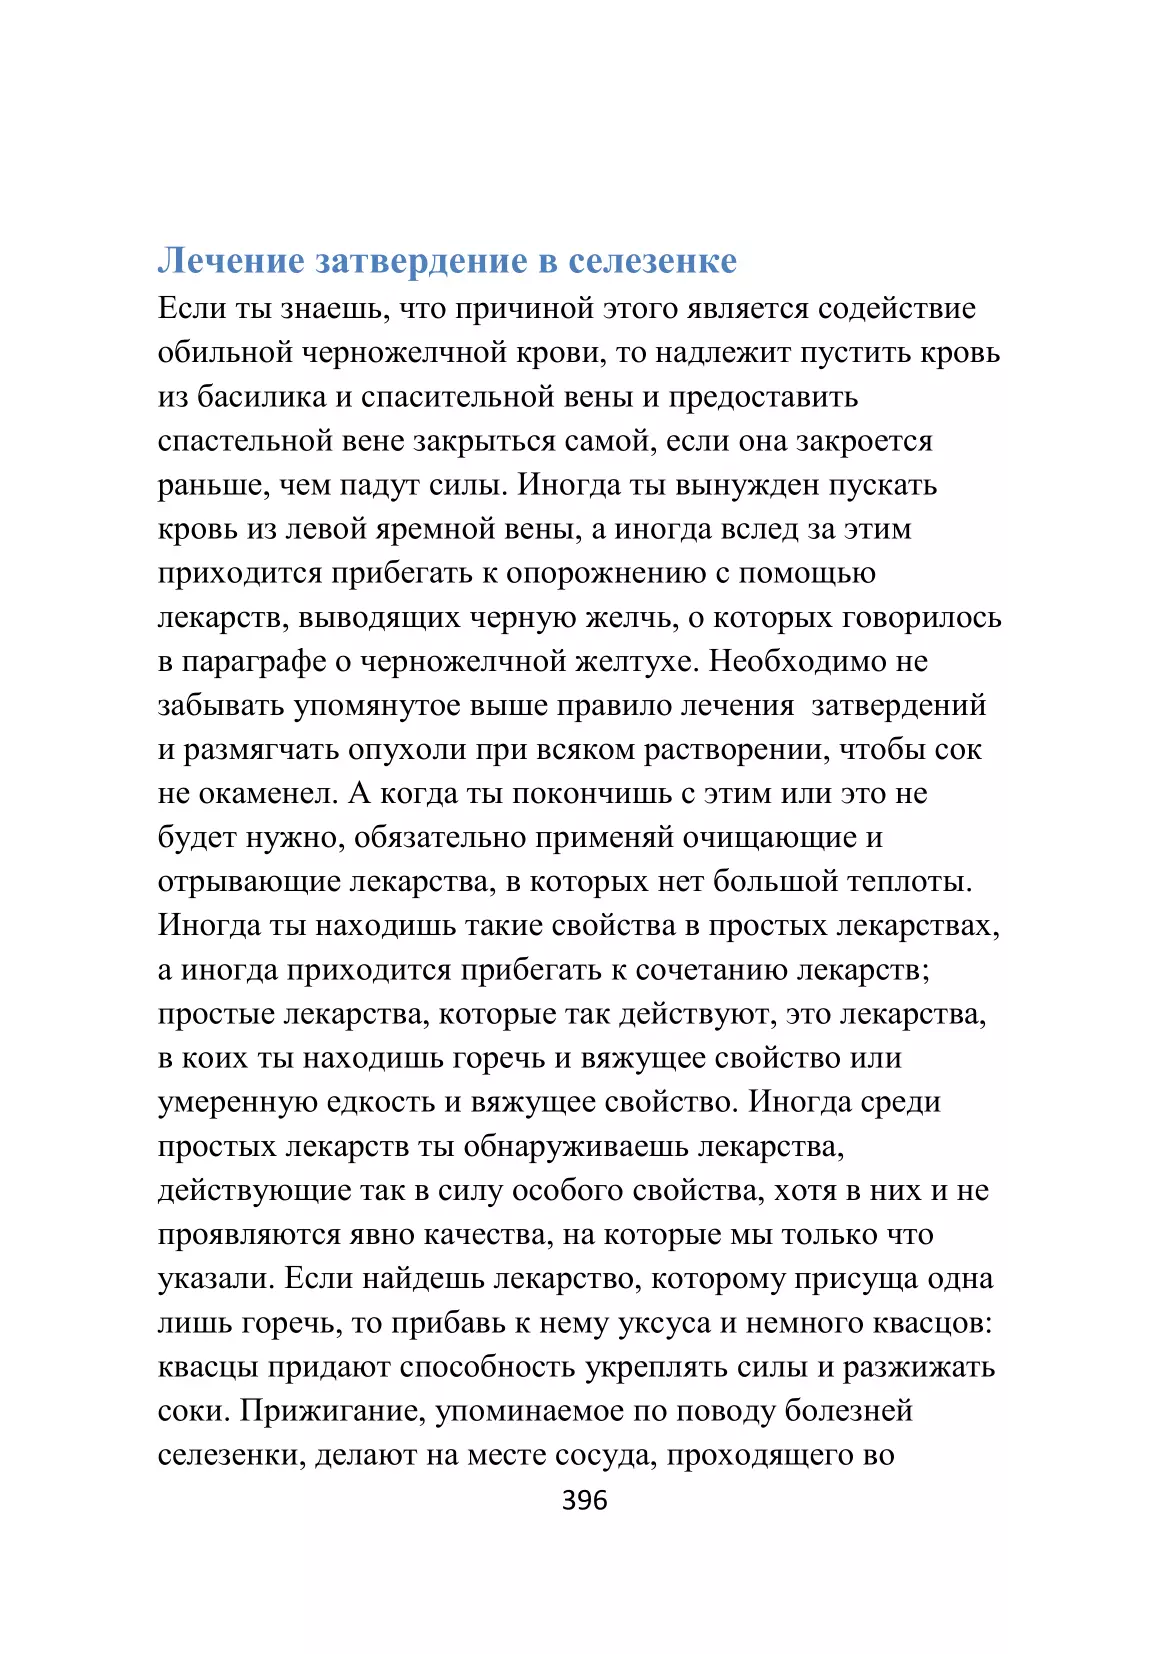 Лечение затвердение в селезенке
Если ты знаешь, что причиной этого является содействие
обильной черножелчной крови, то надлежит пустить кровь
из басилика и спасительной вены и предоставить
спастельной вене закрыться самой, если она закроется
раньше, чем падут силы. Иногда ты вынужден пускать
кровь из левой яремной вены, а иногда вслед за этим
приходится прибегать к опорожнению с помощью
лекарств, выводящих черную желчь, о которых говорилось
в параграфе о черножелчной желтухе. Необходимо не
забывать упомянутое выше правило лечения  затвердений
и размягчать опухоли при всяком растворении, чтобы сок
не окаменел. А когда ты покончишь с этим или это не
будет нужно, обязательно применяй очищающие и
отрывающие лекарства, в которых нет большой теплоты.
Иногда ты находишь такие свойства в простых лекарствах,
а иногда приходится прибегать к сочетанию лекарств;
простые лекарства, которые так действуют, это лекарства,
в коих ты находишь горечь и вяжущее свойство или
умеренную едкость и вяжущее свойство. Иногда среди
простых лекарств ты обнаруживаешь лекарства,
действующие так в силу особого свойства, хотя в них и не
проявляются явно качества, на которые мы только что
указали. Если найдешь лекарство, которому присуща одна
лишь горечь, то прибавь к нему уксуса и немного квасцов:
квасцы придают способность укреплять силы и разжижать
соки. Прижигание, упоминаемое по поводу болезней
селезенки, делают на месте сосуда, проходящего во
396